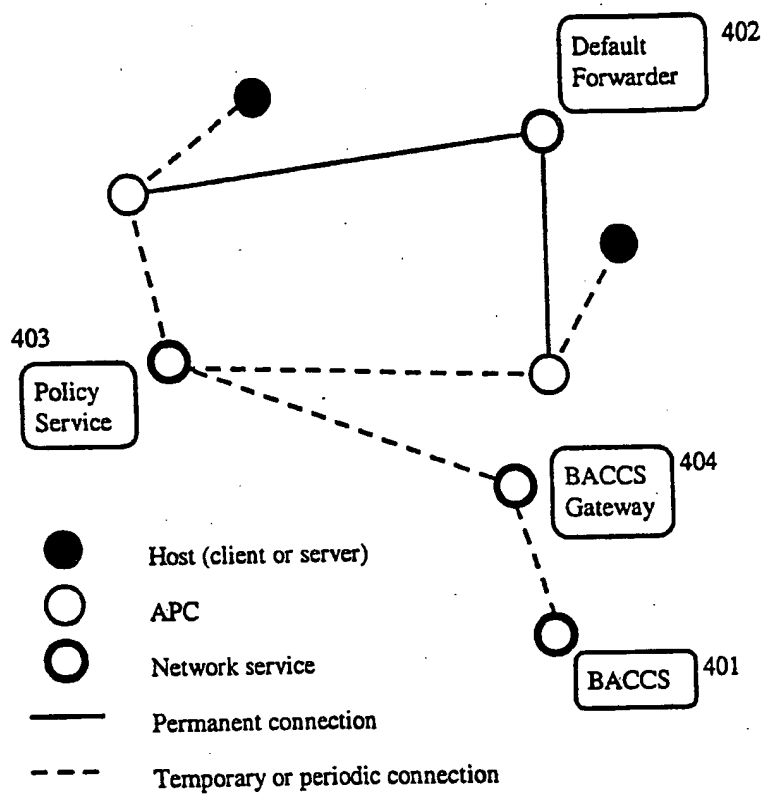 402
Default
Forwarder
403
Policy
Service
BACCS
Gateway
404
Host (client or server)
APC
Network service
BACCS
401
Permanent connection
Temporary or periodic connection